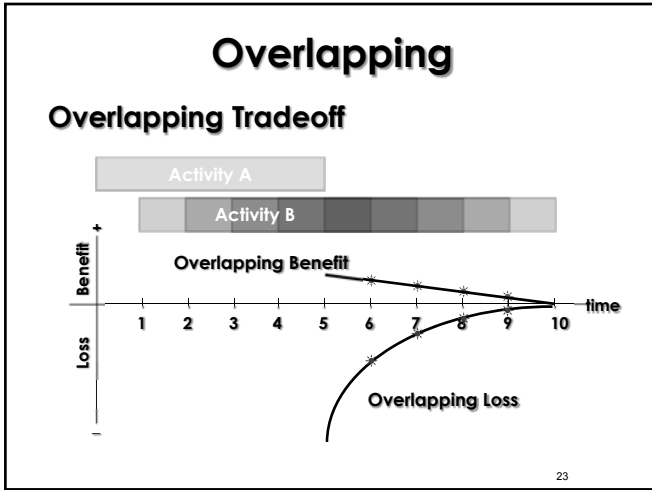 Overlapping
Overlapping Tradeoff
Activity A
Activity B
+
Benefit
Overlapping Benefit
time
1 2 3 4 5 6 7 8 9 10
Loss
Overlapping Loss
–
23